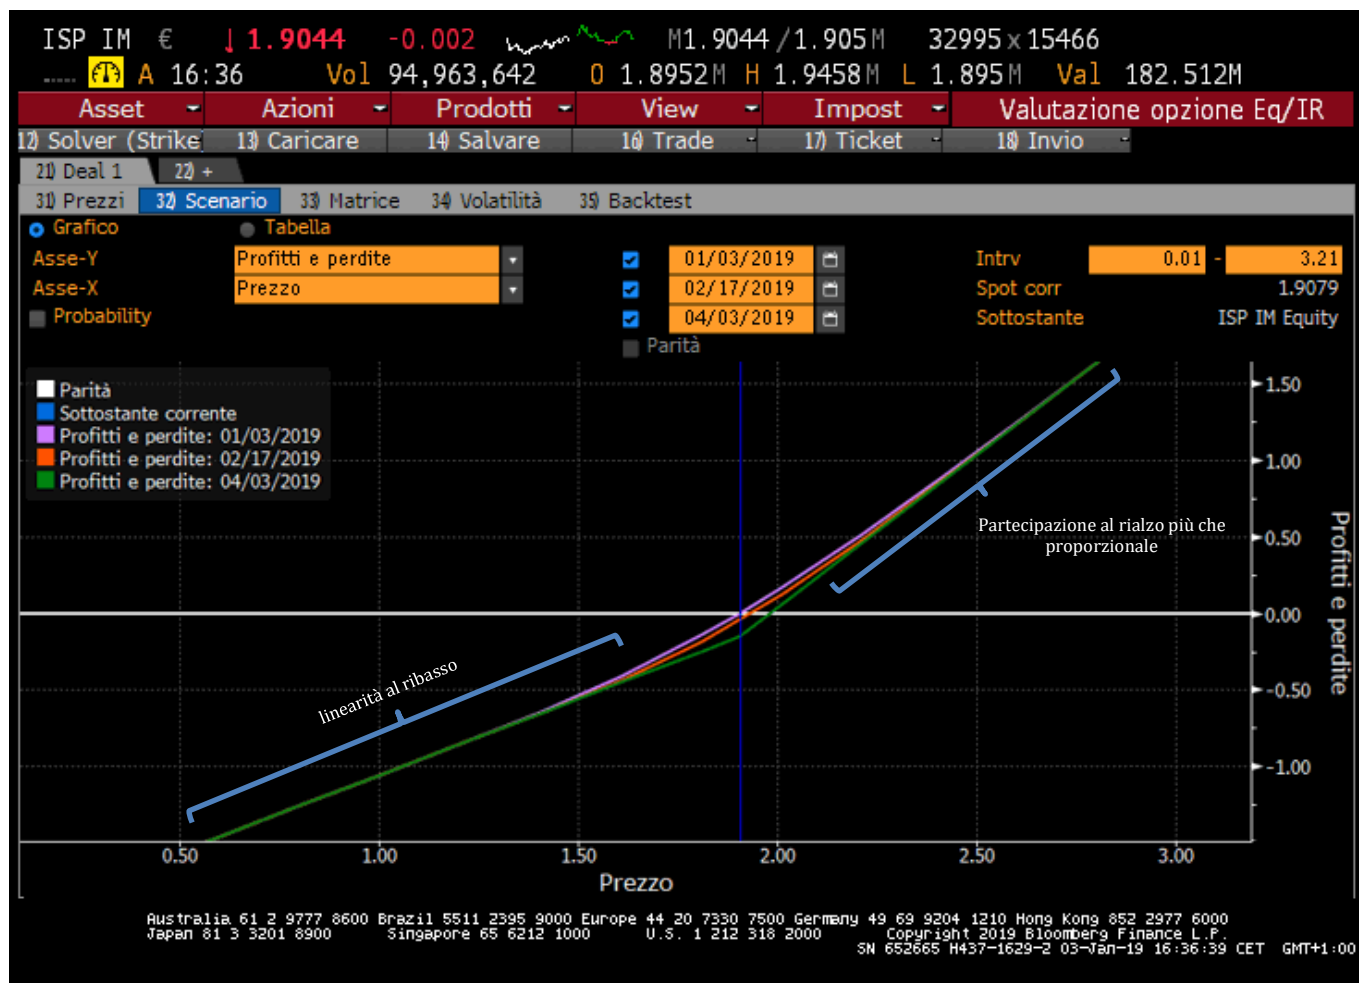 ISP IM € ↓ 1.9044 -0.002 M1.9044 / 1.905M 32995 x 15466
A 16:36 Vol 94,963,642 O 1.8952M H 1.9458M L 1.895M Val 182.512M
Asset Azioni Prodotti View Impost Valutazione opzione Eq/IR
12) Solver (Strike) 13) Caricare 14) Salvare 16) Trade 17) Ticket 18) Invio
21) Deal 1 22) +
31) Prezzi 32) Scenario 33) Matrice 34) Volatilità 35) Backtest
Grafico Tabella
Asse-Y Profitti e perdite 01/03/2019 Intrv 0.01 - 3.21
Asse-X Prezzo 02/17/2019 Spot corr 1.9079
Probability 04/03/2019 Sottostante ISP IM Equity
Parità
Parità
Sottostante corrente
Profitti e perdite: 01/03/2019
Profitti e perdite: 02/17/2019
Profitti e perdite: 04/03/2019
1.50
1.00
0.50
0.00
-0.50
-1.00
Profitti e perdite
Partecipazione al rialzo più che
proporzionale
linearità al ribasso
0.50 1.00 1.50 2.00 2.50 3.00
Prezzo
Australia 61 2 9777 8600 Brazil 5511 2395 9000 Europe 44 20 7330 7500 Germany 49 69 9204 1210 Hong Kong 852 2977 6000
Japan 81 3 3201 8900 Singapore 65 6212 1000 U.S. 1 212 318 2000 Copyright 2019 Bloomberg Finance L.P.
SN 652665 H437-1629-2 03-Jan-19 16:36:39 CET GMT+1:00